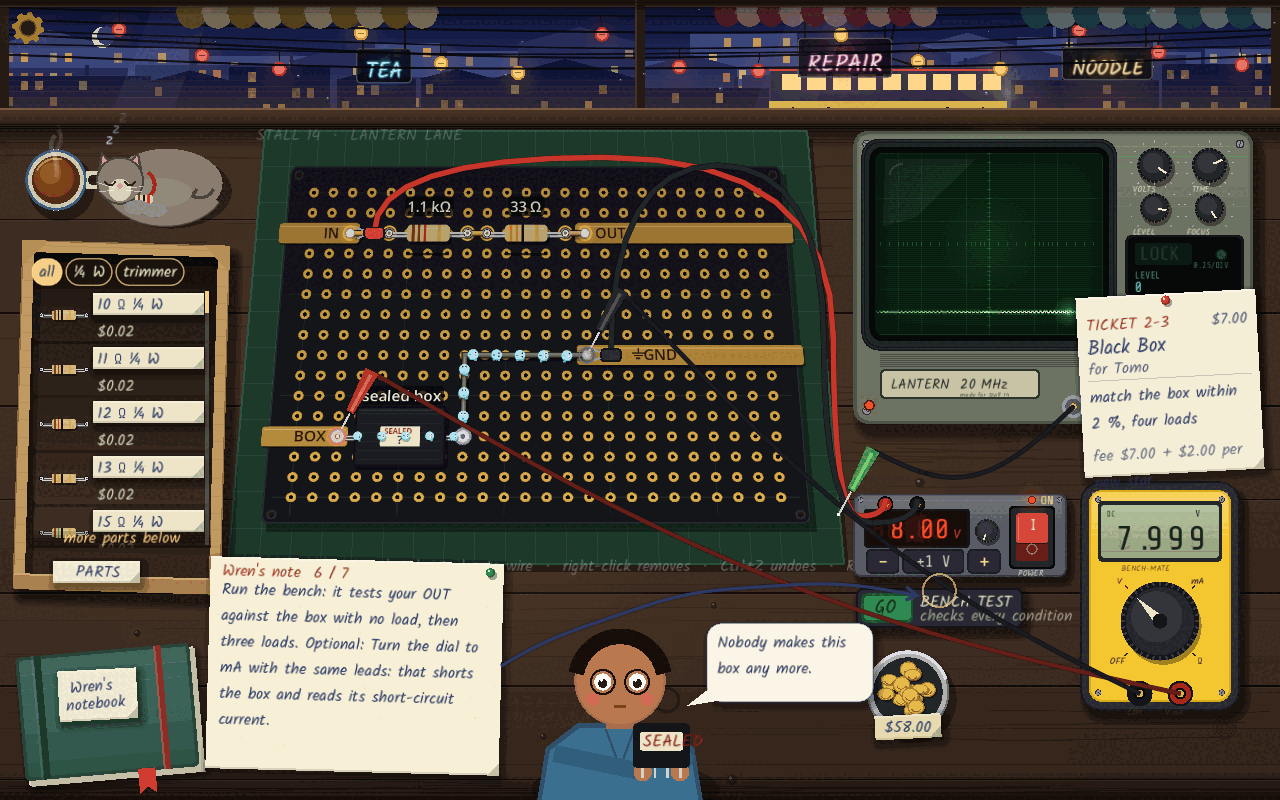 TEA
REPAIR
NOODLE
STALL 19 · LANTERN LANE
z
z
z
1.1 kΩ
33 Ω
IN
OUT
GND
sealed box
BOX
SEALED
?
VOLTS
TIME
LEVEL
FOCUS
LOCK
0.25/DIV
LEVEL
0
LANTERN 20 MHz
made for Stall 19
TICKET 2-3
$7.00
Black Box
for Tomo
match the box within
2 %, four loads
fee $7.00 + $2.00 per
all
¼ W
trimmer
10 Ω ¼ W
$0.02
11 Ω ¼ W
$0.02
12 Ω ¼ W
$0.02
13 Ω ¼ W
$0.02
15 Ω ¼ W
more parts below
PARTS
wire
right-click removes
Ctrl+Z undoes
R
8.00 V
ON
−
±1 V
+
I
POWER
GO
BENCH TEST
checks every condition
DC
V
7.999
BENCH-MATE
V
mA
OFF
Ω
Wren's note 6 / 7
Run the bench: it tests your OUT
against the box with no load, then
three loads. Optional: Turn the dial to
mA with the same leads: that shorts
the box and reads its short-circuit
current.
Wren's
notebook
Nobody makes this
box any more.
SEALED
$58.00